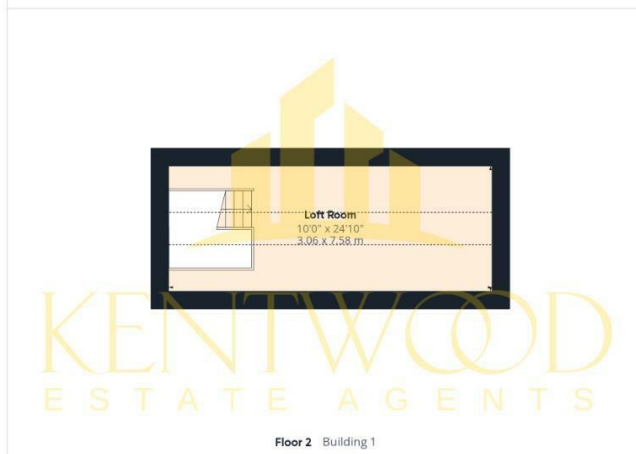 Loft Room
10'0" x 24'10"
3.06 x 7.58 m
KENTWOOD
ESTATE AGENTS
Floor 2 Building 1